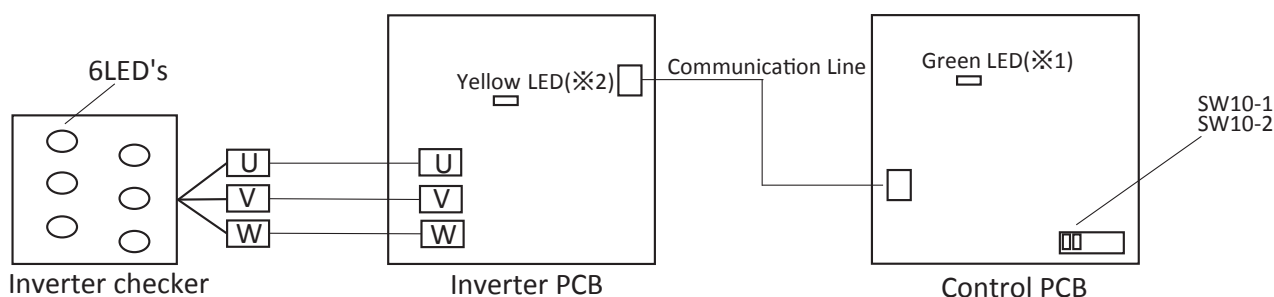 6LED's
Yellow LED(※2)
Communication Line
Green LED(※1)
SW10-1
SW10-2
U
U
V
V
W
W
Inverter checker
Inverter PCB
Control PCB